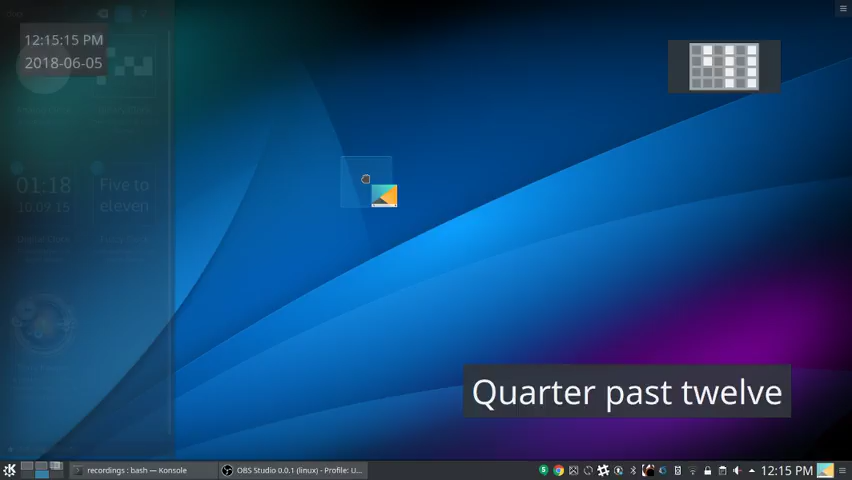 12:15:15 PM
2018-06-05
01:18
10.09.15
Five to
eleven
Quarter past twelve
recordings : bash — Konsole
OBS Studio 0.0.1 (linux) - Profile: U...
12:15 PM